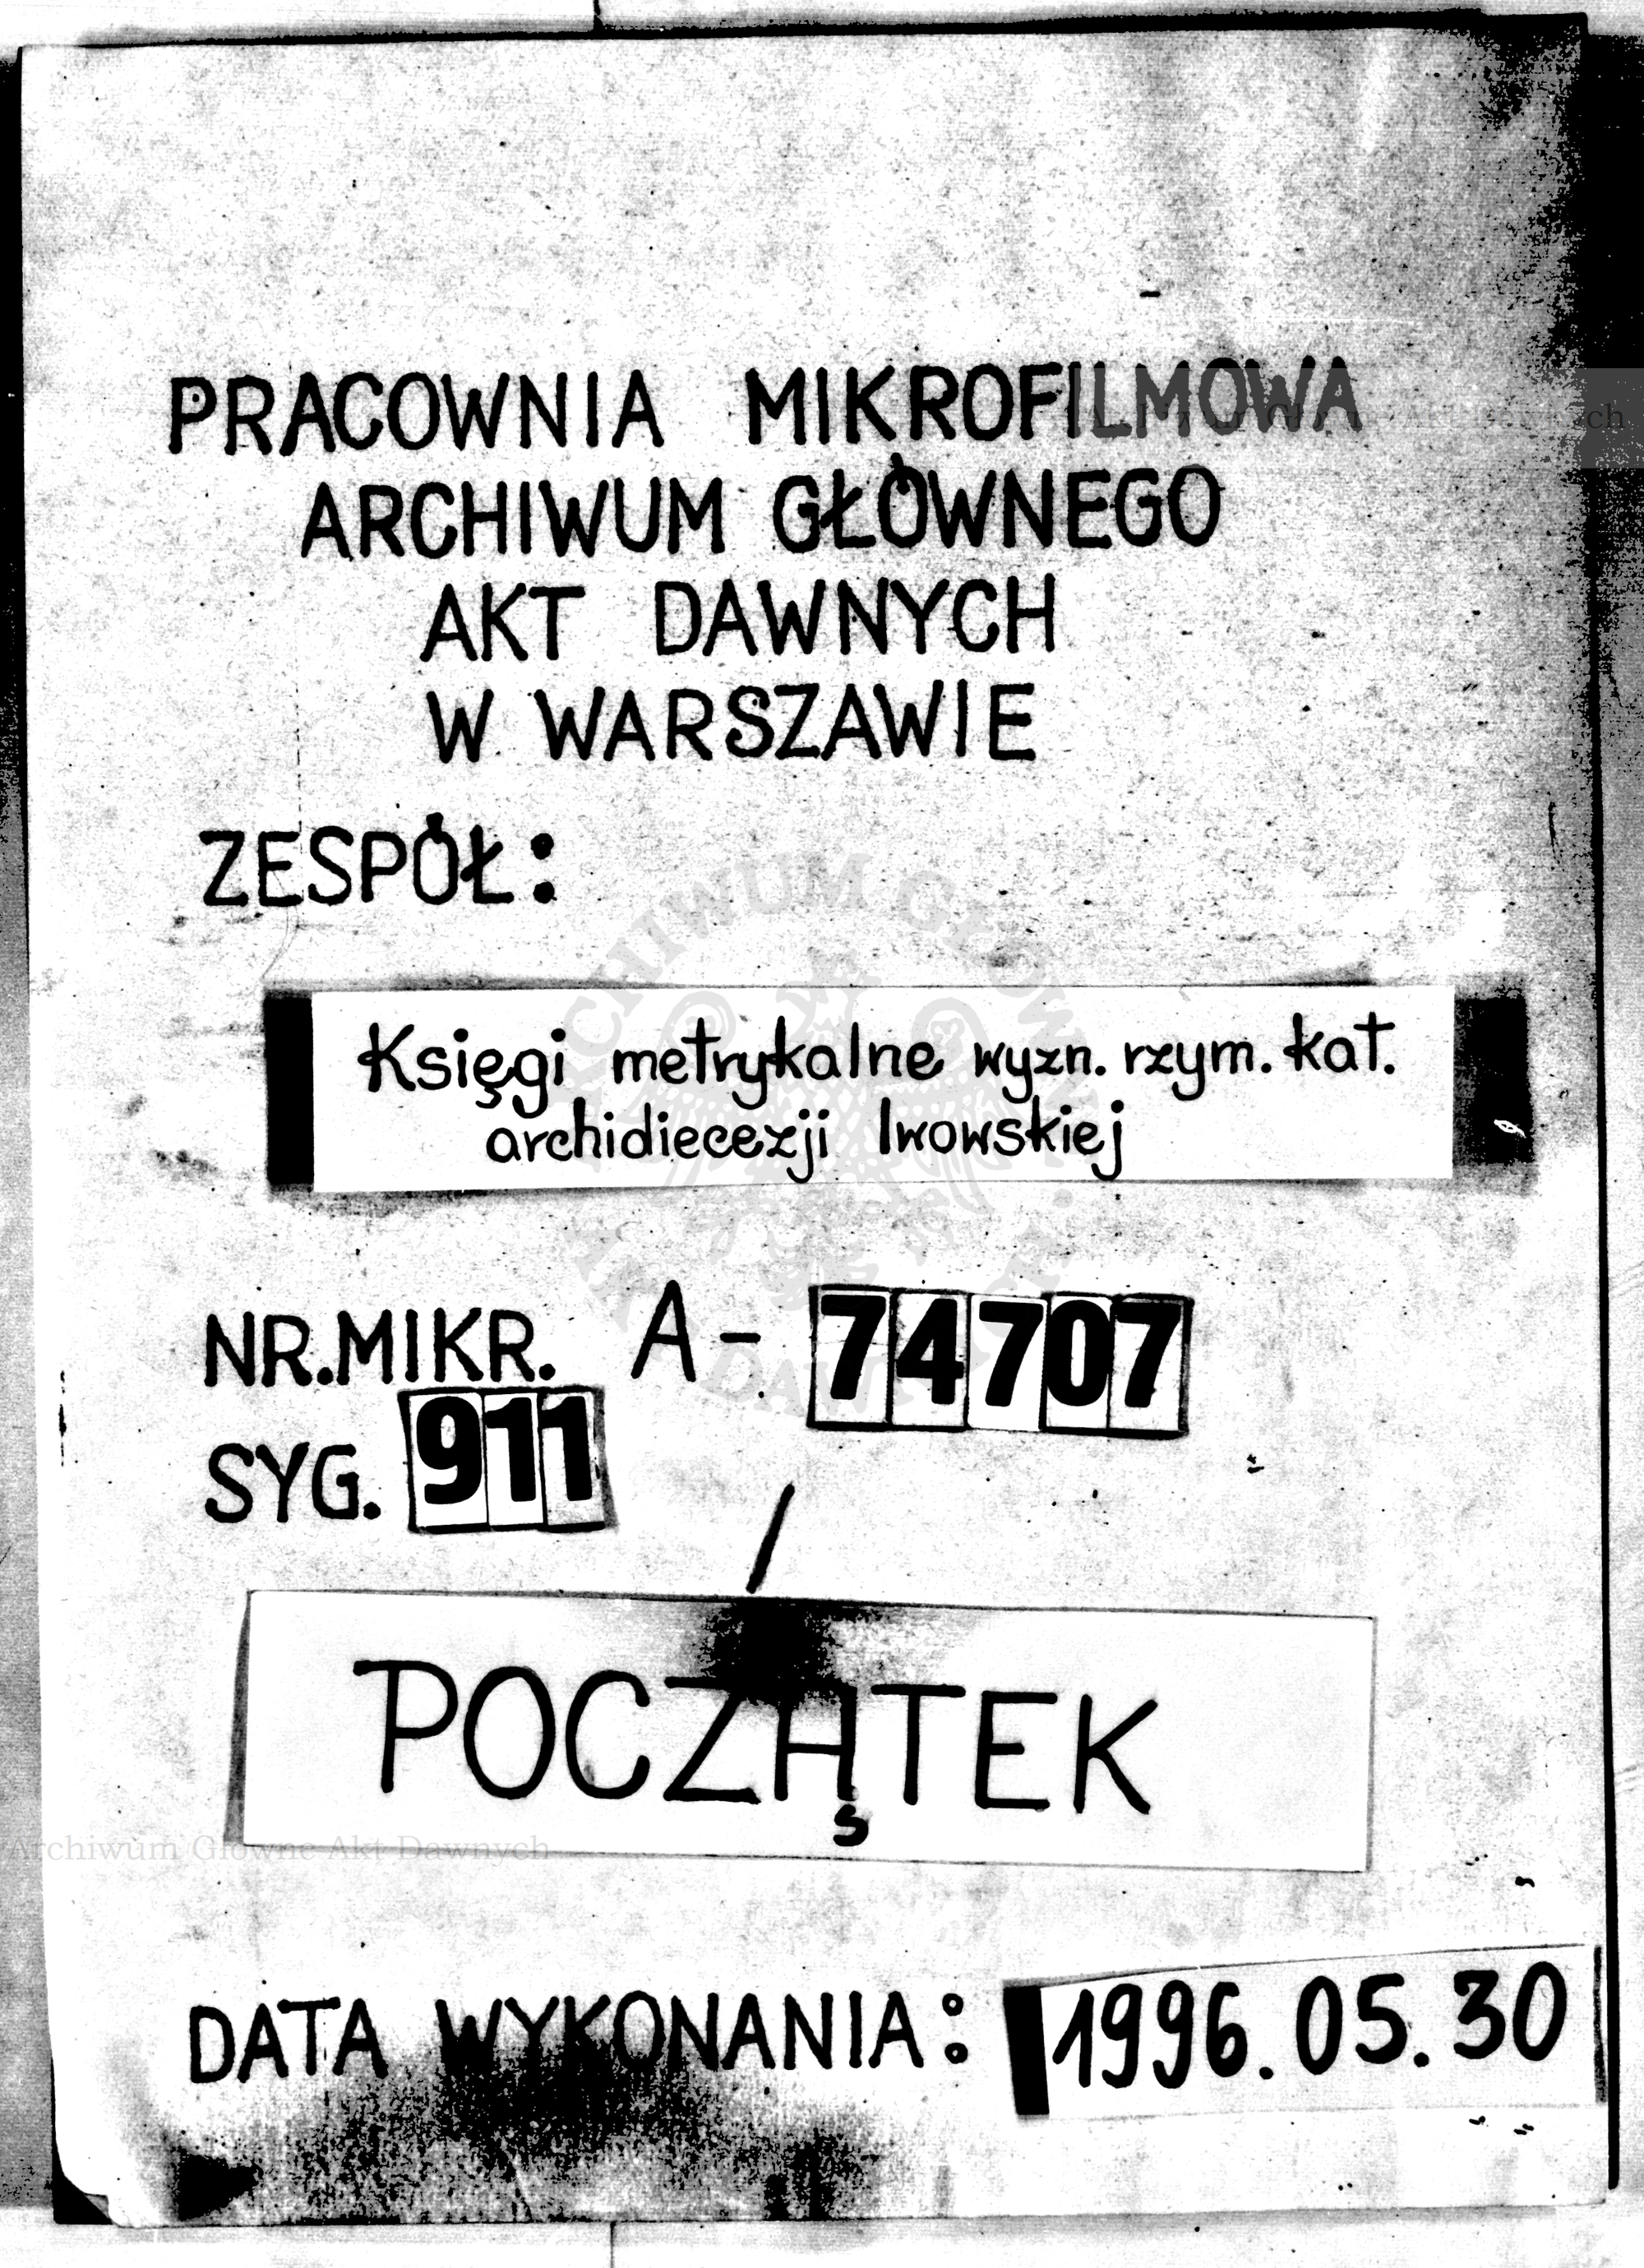 PRACOWNIA MIKROFILMOWA
ARCHIWUM GŁÓWNEGO
AKT DAWNYCH
W WARSZAWIE
ZESPÓŁ:
Księgi metrykalne wyzn. rzym. kat.
archidiecezji lwowskiej
NR.MIKR. A-74707
SYG. 911
POCZĄTEK
Archiwum Główne Akt Dawnych
DATA WYKONANIA: 1996.05.30